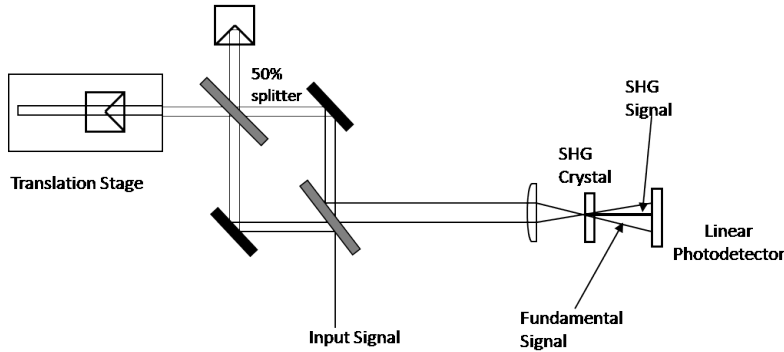 50%
splitter
SHG
Signal
SHG
Crystal
Translation Stage
Linear
Photodetector
Input Signal
Fundamental
Signal